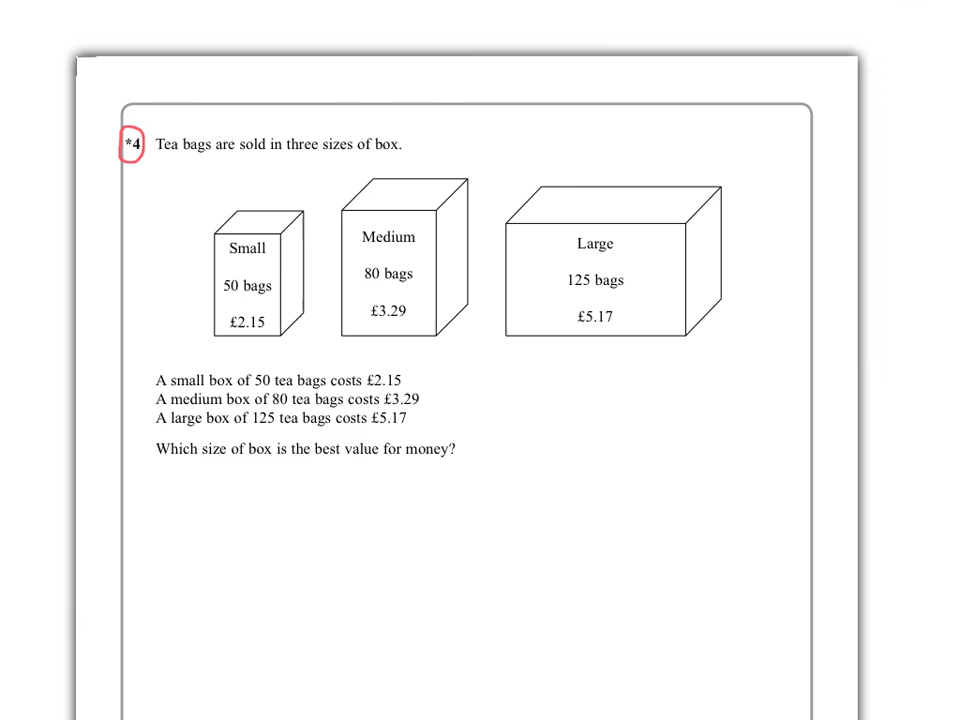 *4 Tea bags are sold in three sizes of box.
Small
50 bags
£2.15
Medium
80 bags
£3.29
Large
125 bags
£5.17
A small box of 50 tea bags costs £2.15
A medium box of 80 tea bags costs £3.29
A large box of 125 tea bags costs £5.17
Which size of box is the best value for money?